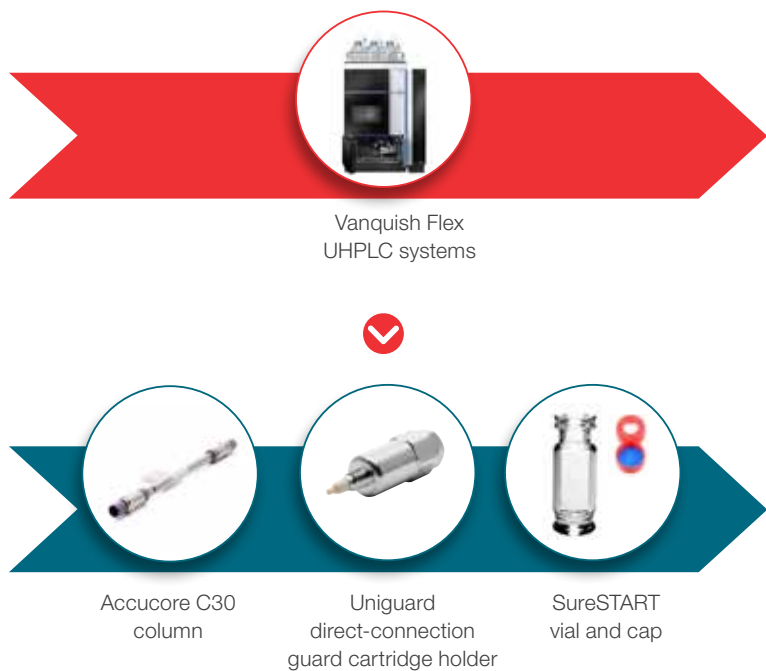 Vanquish Flex
UHPLC systems
Accucore C30
column
Uniguard
direct-connection
guard cartridge holder
SureSTART
vial and cap